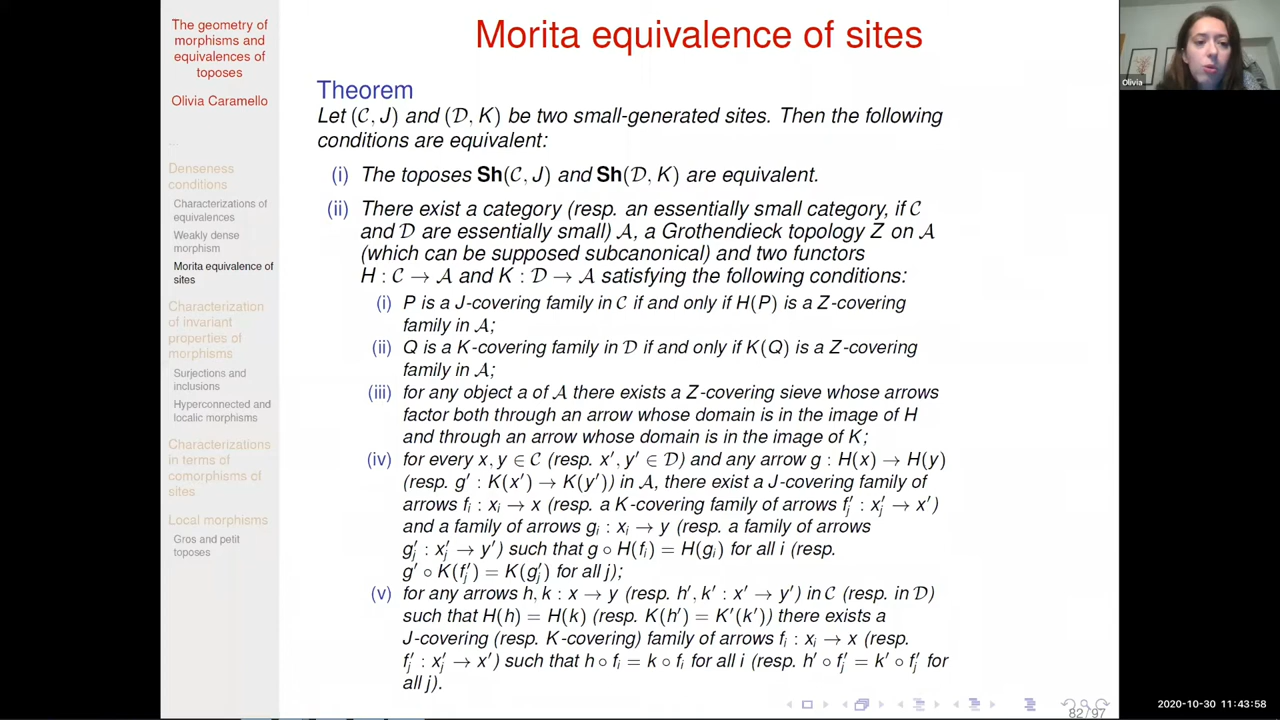 The geometry of
morphisms and
equivalences of
toposes
Olivia Caramello
...
Denseness
conditions
Characterizations of
equivalences
Weakly dense
morphism
Morita equivalence of
sites
Characterization
of invariant
properties of
morphisms
Surjections and
inclusions
Hyperconnected and
localic morphisms
Characterizations
in terms of
comorphisms of
sites
Local morphisms
Gros and petit
toposes
Morita equivalence of sites
Theorem
Let (𝒞, J) and (𝒟, K) be two small-generated sites. Then the following
conditions are equivalent:
(i) The toposes Sh(𝒞, J) and Sh(𝒟, K) are equivalent.
(ii) There exist a category (resp. an essentially small category, if 𝒞
and 𝒟 are essentially small) 𝒜, a Grothendieck topology Z on 𝒜
(which can be supposed subcanonical) and two functors
H : 𝒞 → 𝒜 and K : 𝒟 → 𝒜 satisfying the following conditions:
(i) P is a J-covering family in 𝒞 if and only if H(P) is a Z-covering
family in 𝒜;
(ii) Q is a K-covering family in 𝒟 if and only if K(Q) is a Z-covering
family in 𝒜;
(iii) for any object a of 𝒜 there exists a Z-covering sieve whose arrows
factor both through an arrow whose domain is in the image of H
and through an arrow whose domain is in the image of K;
(iv) for every x, y ∈ 𝒞 (resp. x′, y′ ∈ 𝒟) and any arrow g : H(x) → H(y)
(resp. g′ : K(x′) → K(y′)) in 𝒜, there exist a J-covering family of
arrows fᵢ : xᵢ → x (resp. a K-covering family of arrows f′ⱼ : x′ⱼ → x′)
and a family of arrows gᵢ : xᵢ → y (resp. a family of arrows
g′ⱼ : x′ⱼ → y′) such that g ∘ H(fᵢ) = H(gᵢ) for all i (resp.
g′ ∘ K(f′ⱼ) = K(g′ⱼ) for all j);
(v) for any arrows h, k : x → y (resp. h′, k′ : x′ → y′) in 𝒞 (resp. in 𝒟)
such that H(h) = H(k) (resp. K(h′) = K′(k′)) there exists a
J-covering (resp. K-covering) family of arrows fᵢ : xᵢ → x (resp.
f′ⱼ : x′ⱼ → x′) such that h ∘ fᵢ = k ∘ fᵢ for all i (resp. h′ ∘ f′ⱼ = k′ ∘ f′ⱼ for
all j).
82/97
Olivia
2020-10-30 11:43:58